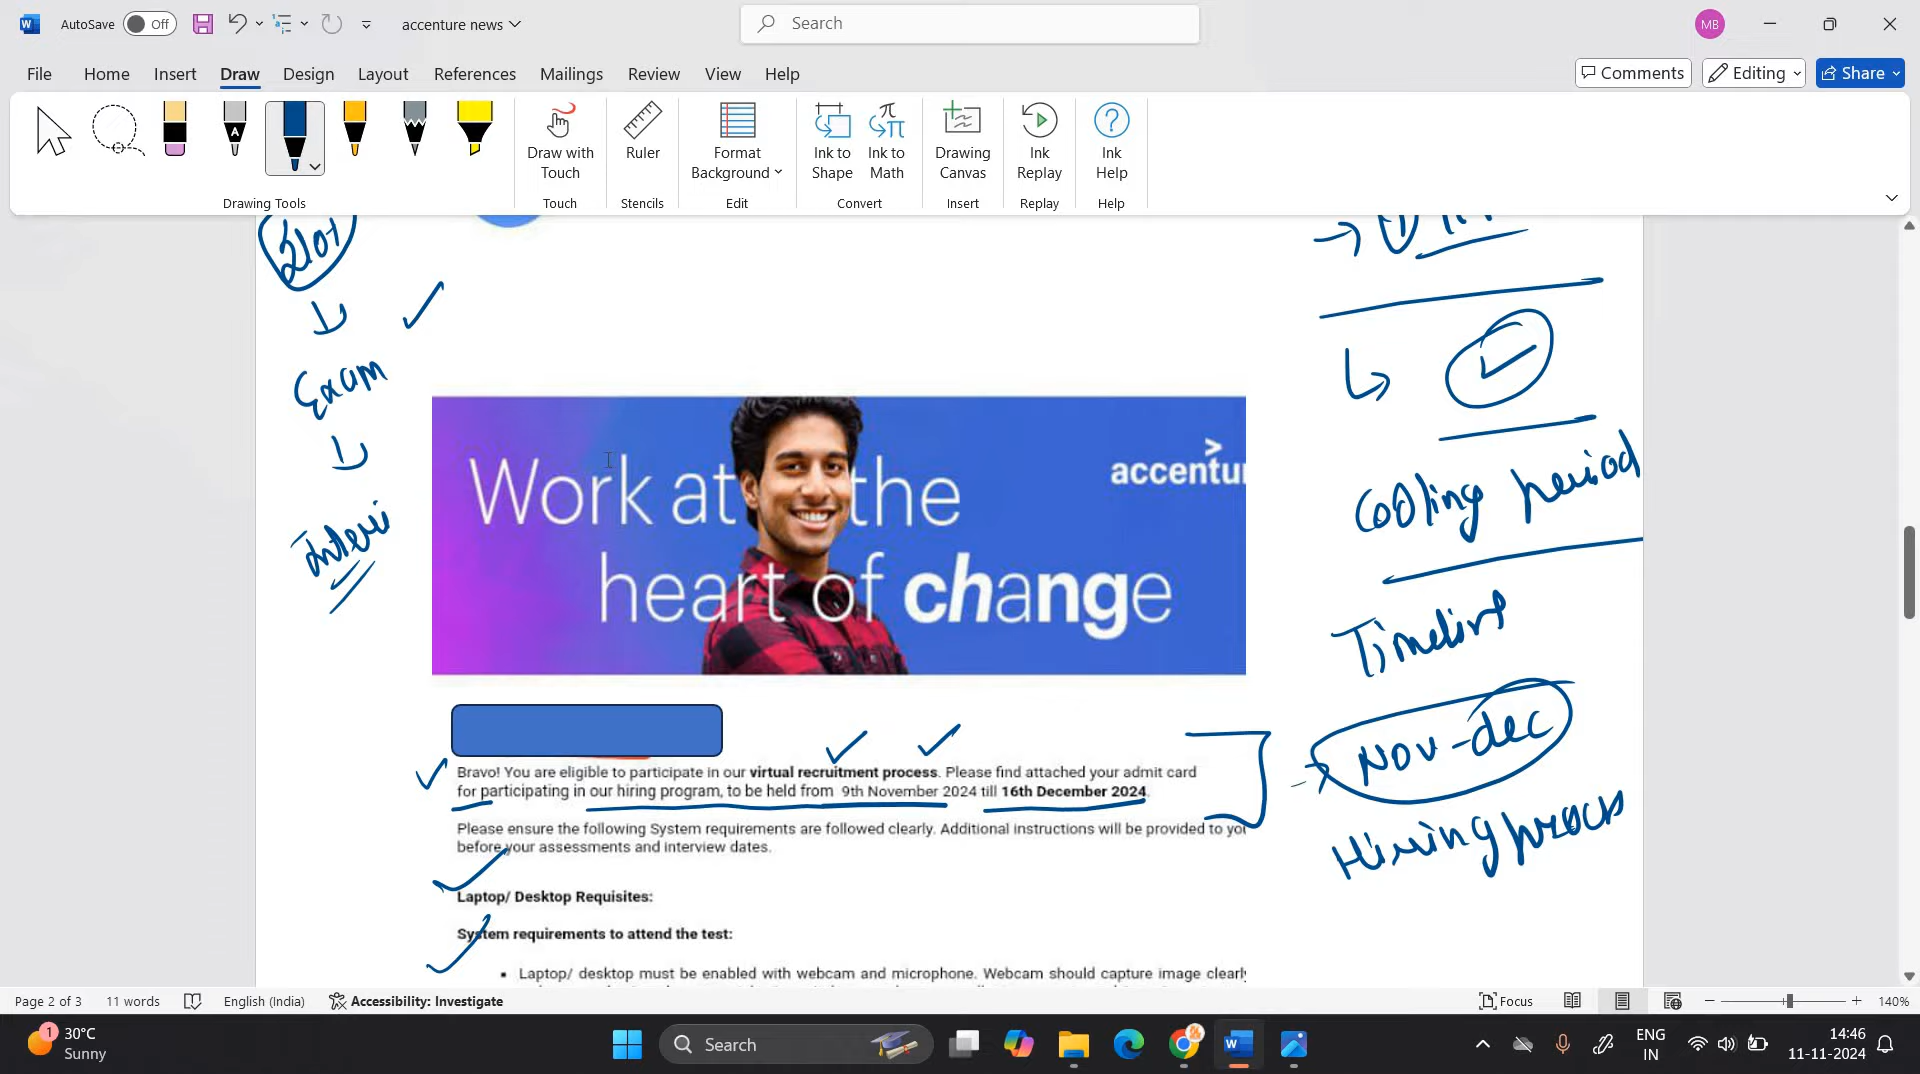 AutoSave Off accenture news Search MB
File Home Insert Draw Design Layout References Mailings Review View Help Comments Editing Share
A
Draw with Touch
Ruler
Format Background
Ink to Shape
Ink to Math
Drawing Canvas
Ink Replay
Ink Help
Drawing Tools Touch Stencils Edit Convert Insert Replay Help
Slot
Exam
Intervi
Cooling period
Timeline
Nov-dec
Hiring process
Work at the
heart of change
accentur
Bravo! You are eligible to participate in our virtual recruitment process. Please find attached your admit card
for participating in our hiring program, to be held from 9th November 2024 till 16th December 2024.
Please ensure the following System requirements are followed clearly. Additional instructions will be provided to you
before your assessments and interview dates.
Laptop/ Desktop Requisites:
System requirements to attend the test:
▪ Laptop/ desktop must be enabled with webcam and microphone. Webcam should capture image clearly
Page 2 of 3 11 words English (India) Accessibility: Investigate Focus 140%
1 30°C
Sunny
Search
ENG
IN
14:46
11-11-2024